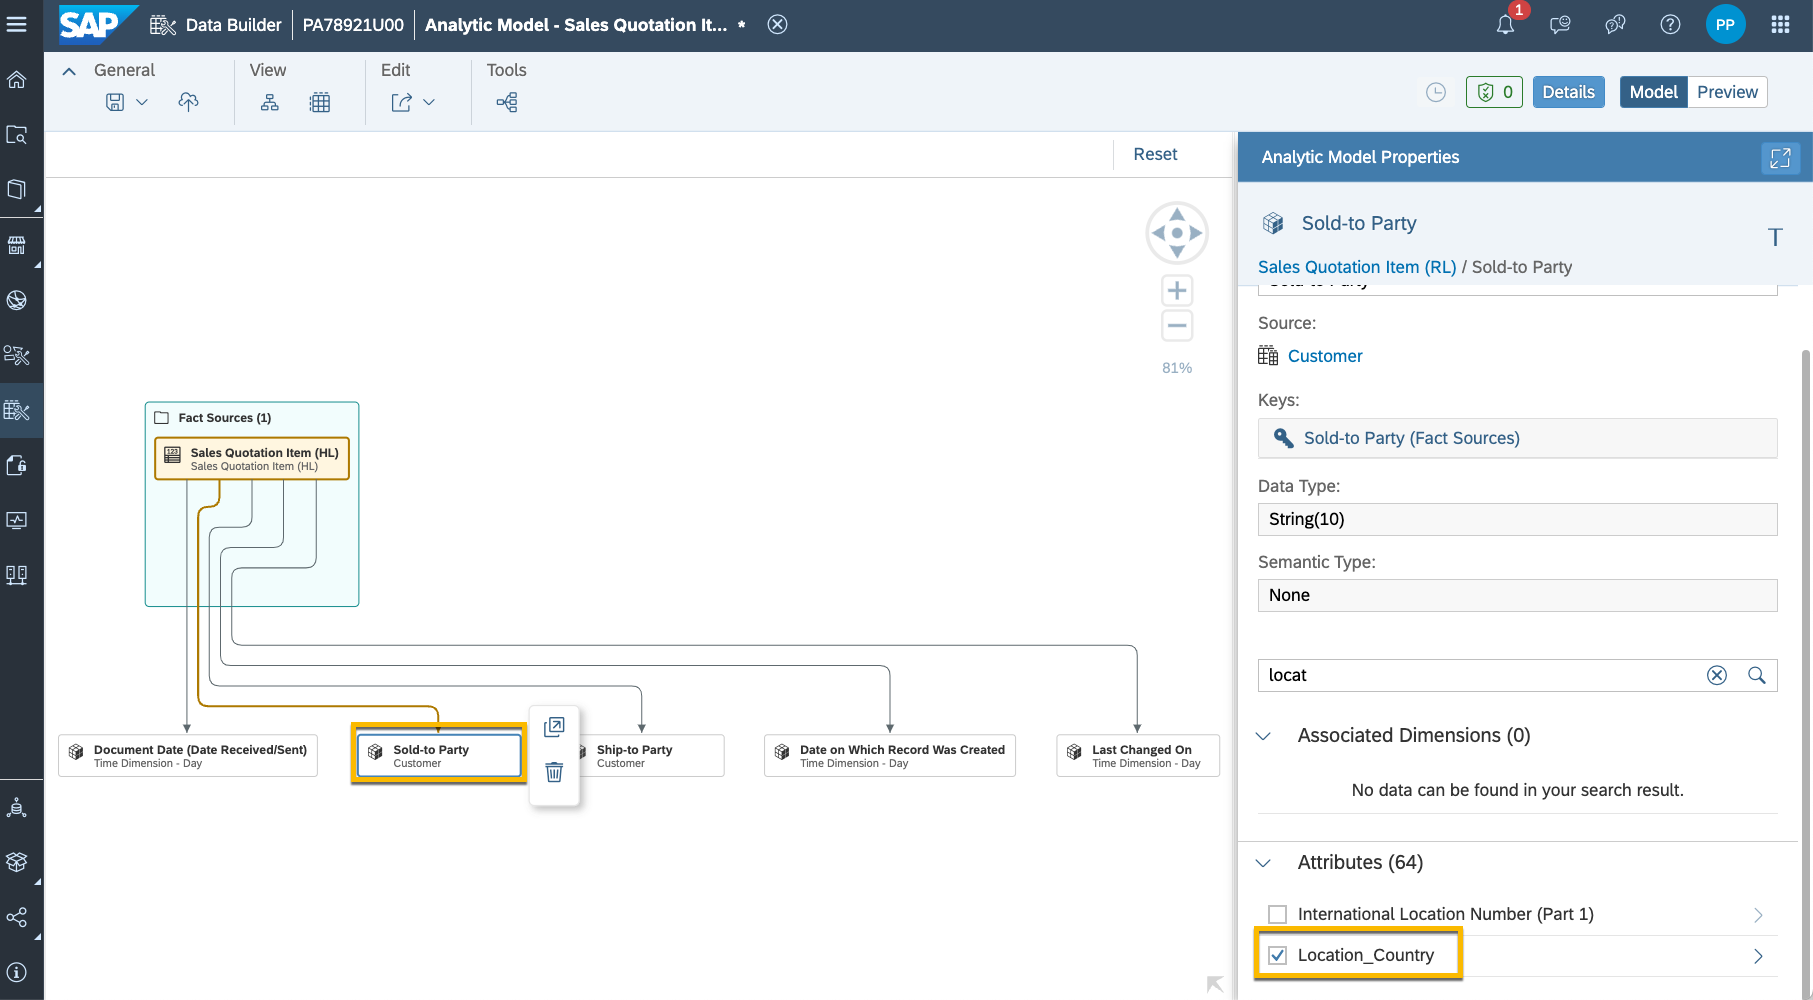 SAP
Data Builder
PA78921U00
Analytic Model - Sales Quotation It... *
1
PP
General
View
Edit
Tools
0
Details
Model
Preview
Reset
Analytic Model Properties
Sold-to Party
T
Sales Quotation Item (RL) / Sold-to Party
Sold-to Party
Source:
Customer
Keys:
Sold-to Party (Fact Sources)
Data Type:
String(10)
Semantic Type:
None
locat
Associated Dimensions (0)
No data can be found in your search result.
Attributes (64)
International Location Number (Part 1)
Location_Country
81%
Fact Sources (1)
123
Sales Quotation Item (HL)
Sales Quotation Item (HL)
Document Date (Date Received/Sent)
Time Dimension - Day
Sold-to Party
Customer
Ship-to Party
Customer
Date on Which Record Was Created
Time Dimension - Day
Last Changed On
Time Dimension - Day